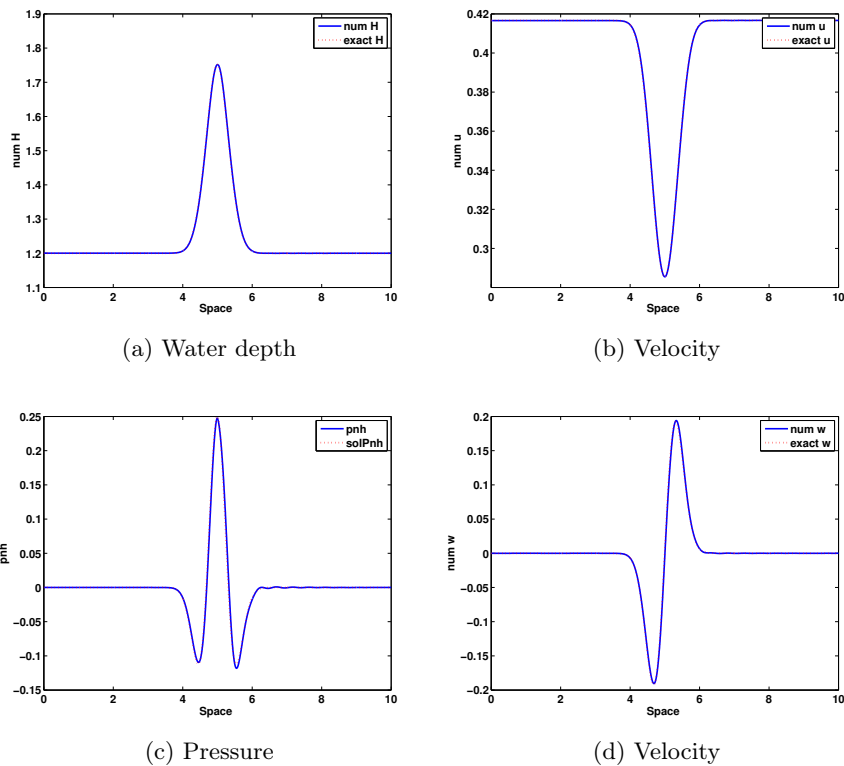 num H
1.9
1.8
1.7
1.6
1.5
1.4
1.3
1.2
1.1
0 2 4 6 8 10
Space
num H
exact H
(a) Water depth
num u
0.42
0.4
0.38
0.36
0.34
0.32
0.3
0 2 4 6 8 10
Space
num u
exact u
(b) Velocity
pnh
0.25
0.2
0.15
0.1
0.05
0
−0.05
−0.1
−0.15
0 2 4 6 8 10
Space
pnh
solPnh
(c) Pressure
num w
0.2
0.15
0.1
0.05
0
−0.05
−0.1
−0.15
−0.2
0 2 4 6 8 10
Space
num w
exact w
(d) Velocity